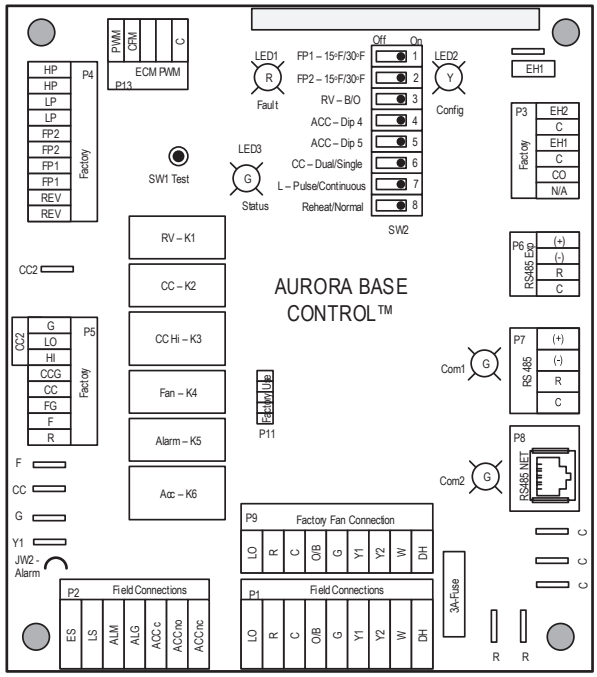 PWM
CFM
C
ECM PWM
P13
Off On
LED1
R
Fault
FP1 – 15°F/30°F 1
FP2 – 15°F/30°F 2
RV – B/O 3
ACC – Dip 4 4
ACC – Dip 5 5
CC – Dual/Single 6
L – Pulse/Continuous 7
Reheat/Normal 8
SW2
LED2
Y
Config
EH1
P4
HP
HP
LP
LP
FP2
FP2
FP1
FP1
REV
REV
Factory
SW1 Test
LED3
G
Status
P3
EH2
C
EH1
C
CO
N/A
Factory
RV – K1
CC – K2
CC Hi – K3
Fan – K4
Alarm – K5
Acc – K6
AURORA BASE
CONTROL™
P6
RS485 Exp
(+)
(-)
R
C
CC2
CC2
P5
G
LO
HI
CCG
CC
FG
F
R
Factory
P7
RS 485
(+)
(-)
R
C
Com1
G
Factory Use
P11
P8
RS485 NET
Com2
G
F
CC
G
Y1
JW2 -
Alarm
P9 Factory Fan Connection
LO R C O/B G Y1 Y2 W DH
P2 Field Connections
ES LS ALM ALG ACC c ACC no ACC nc
P1 Field Connections
LO R C O/B G Y1 Y2 W DH
3A-Fuse
C
C
C
R R